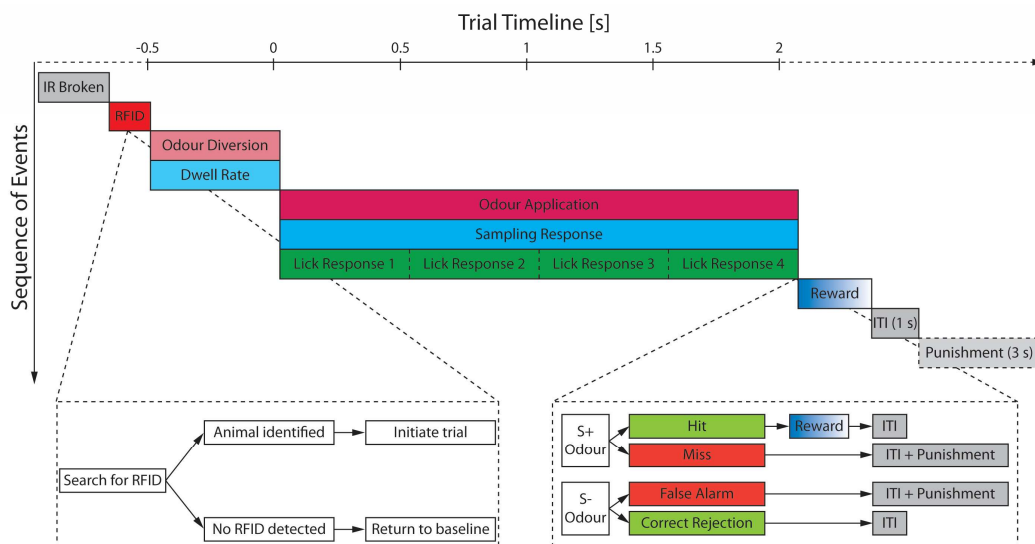 Trial Timeline [s]
-0.5 0 0.5 1 1.5 2
Sequence of Events
IR Broken
RFID
Odour Diversion
Dwell Rate
Odour Application
Sampling Response
Lick Response 1 Lick Response 2 Lick Response 3 Lick Response 4
Reward
ITI (1 s)
Punishment (3 s)
Search for RFID
Animal identified Initiate trial
No RFID detected Return to baseline
S+
Odour
Hit Reward ITI
Miss ITI + Punishment
S-
Odour
False Alarm ITI + Punishment
Correct Rejection ITI